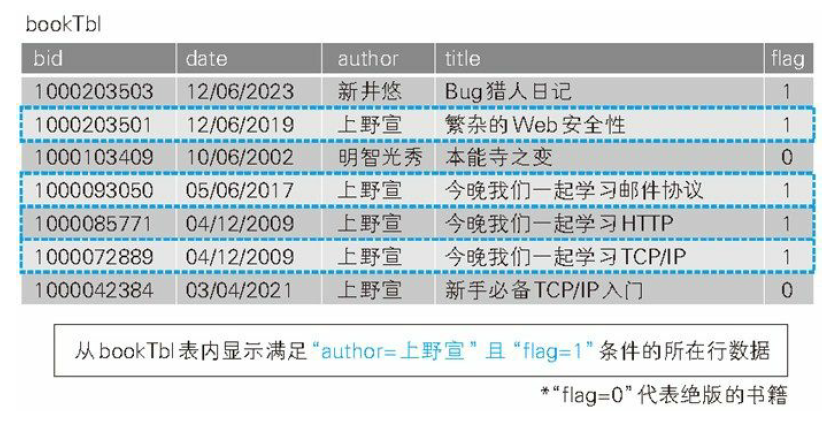 bookTbl
bid date author title flag
1000203503 12/06/2023 新井悠 Bug猎人日记 1
1000203501 12/06/2019 上野宣 繁杂的Web安全性 1
1000103409 10/06/2002 明智光秀 本能寺之变 0
1000093050 05/06/2017 上野宣 今晚我们一起学习邮件协议 1
1000085771 04/12/2009 上野宣 今晚我们一起学习HTTP 1
1000072889 04/12/2009 上野宣 今晚我们一起学习TCP/IP 1
1000042384 03/04/2021 上野宣 新手必备TCP/IP入门 0
从bookTbl表内显示满足“author=上野宣”且“flag=1”条件的所在行数据
*“flag=0”代表绝版的书籍